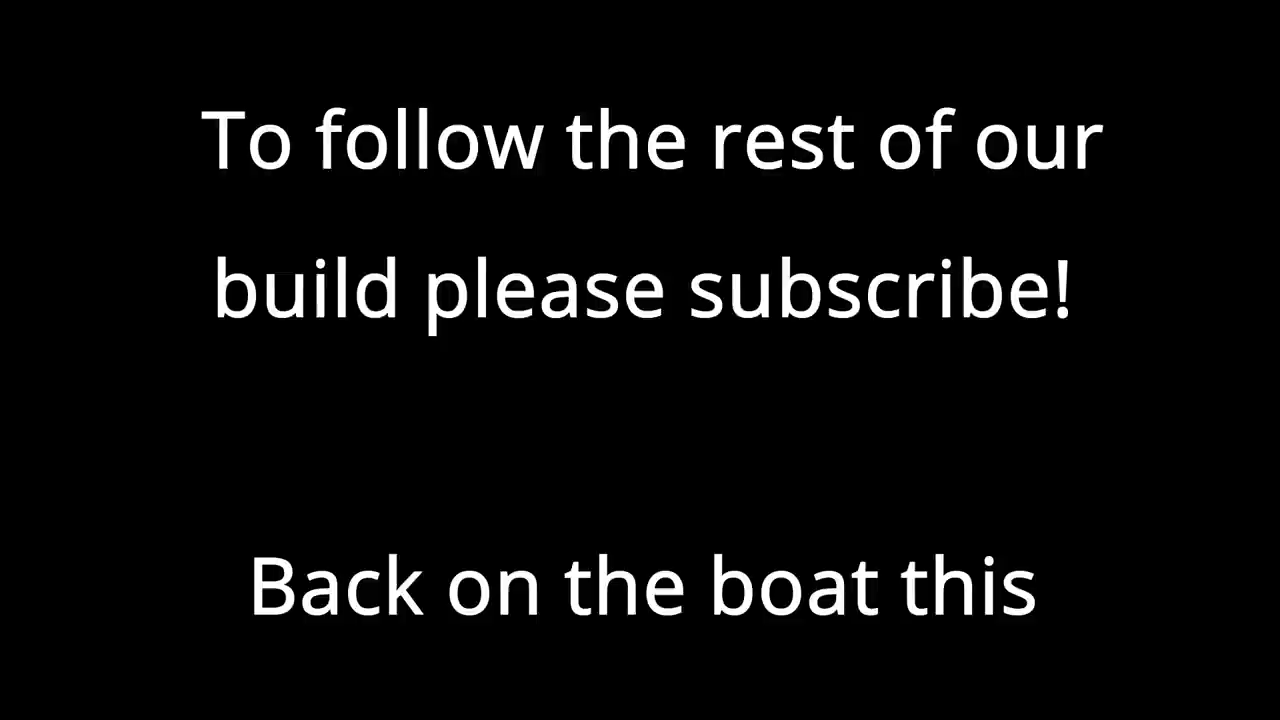 To follow the rest of our
build please subscribe!
Back on the boat this